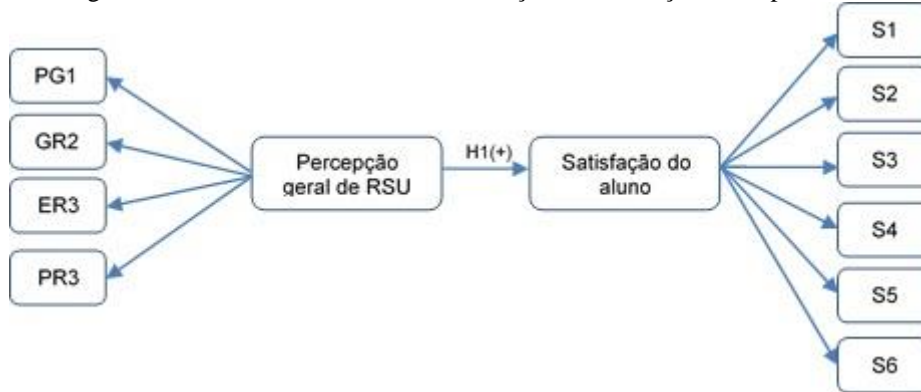 PG1
GR2
ER3
PR3
Percepção
geral de RSU
H1(+)
Satisfação do
aluno
S1
S2
S3
S4
S5
S6